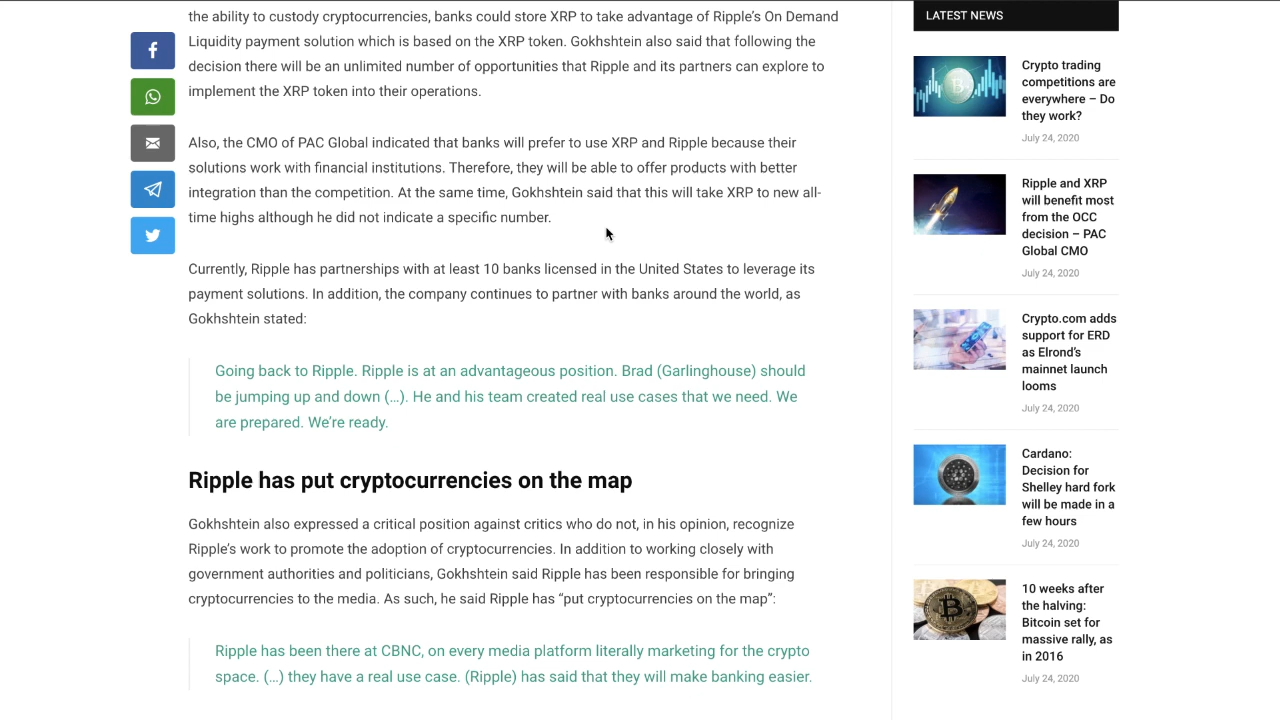 the ability to custody cryptocurrencies, banks could store XRP to take advantage of Ripple's On Demand
Liquidity payment solution which is based on the XRP token. Gokhshtein also said that following the
decision there will be an unlimited number of opportunities that Ripple and its partners can explore to
implement the XRP token into their operations.
Also, the CMO of PAC Global indicated that banks will prefer to use XRP and Ripple because their
solutions work with financial institutions. Therefore, they will be able to offer products with better
integration than the competition. At the same time, Gokhshtein said that this will take XRP to new all-
time highs although he did not indicate a specific number.
Currently, Ripple has partnerships with at least 10 banks licensed in the United States to leverage its
payment solutions. In addition, the company continues to partner with banks around the world, as
Gokhshtein stated:
Going back to Ripple. Ripple is at an advantageous position. Brad (Garlinghouse) should
be jumping up and down (…). He and his team created real use cases that we need. We
are prepared. We're ready.
Ripple has put cryptocurrencies on the map
Gokhshtein also expressed a critical position against critics who do not, in his opinion, recognize
Ripple's work to promote the adoption of cryptocurrencies. In addition to working closely with
government authorities and politicians, Gokhshtein said Ripple has been responsible for bringing
cryptocurrencies to the media. As such, he said Ripple has “put cryptocurrencies on the map”:
Ripple has been there at CBNC, on every media platform literally marketing for the crypto
space. (…) they have a real use case. (Ripple) has said that they will make banking easier.
LATEST NEWS
Crypto trading
competitions are
everywhere – Do
they work?
July 24, 2020
Ripple and XRP
will benefit most
from the OCC
decision – PAC
Global CMO
July 24, 2020
Crypto.com adds
support for ERD
as Elrond's
mainnet launch
looms
July 24, 2020
Cardano:
Decision for
Shelley hard fork
will be made in a
few hours
July 24, 2020
10 weeks after
the halving:
Bitcoin set for
massive rally, as
in 2016
July 24, 2020